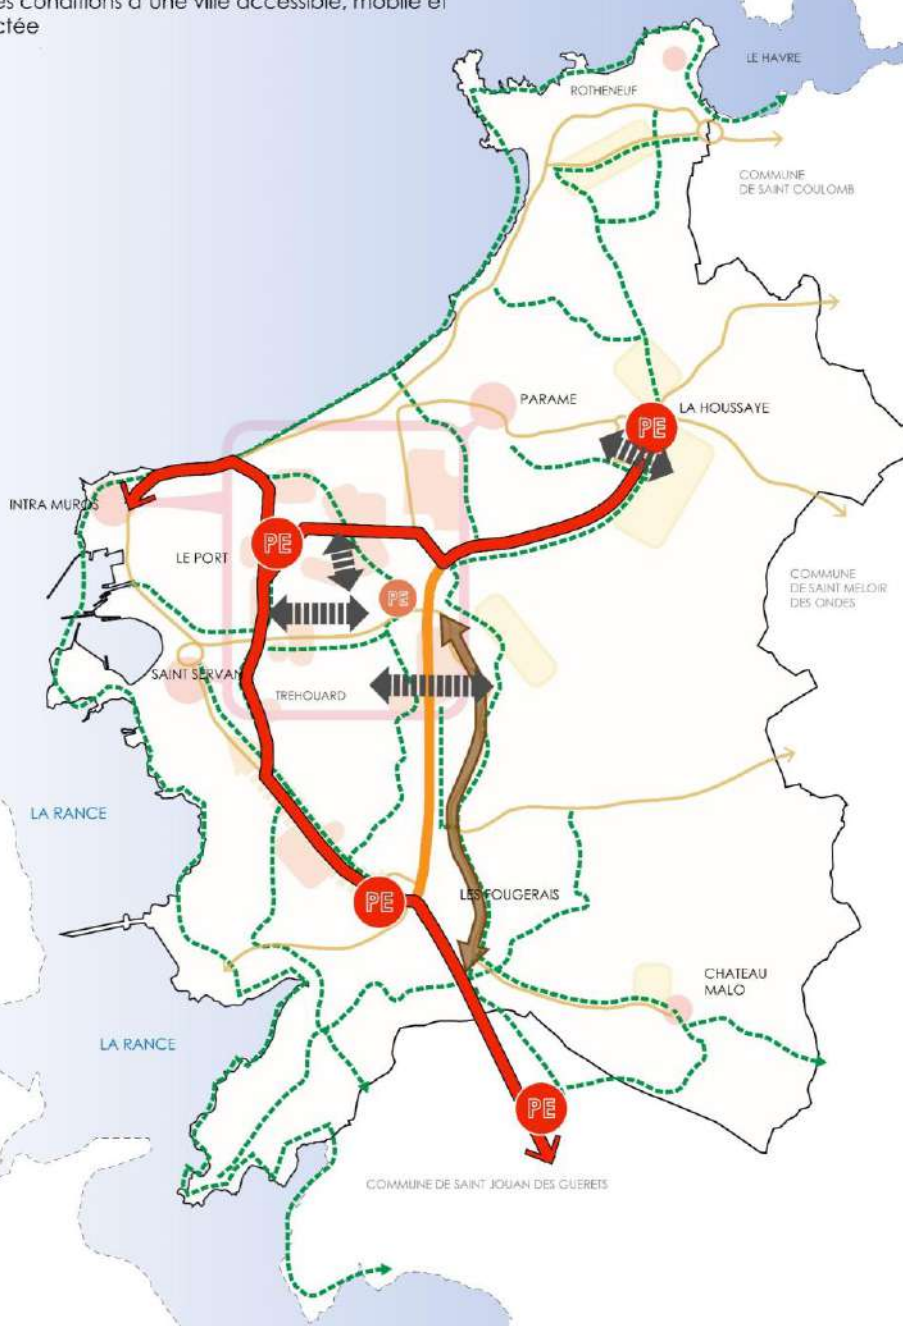 es conditions d'une ville accessible, mobile et
ctée
LE HAVRE
ROTHENEUF
COMMUNE
DE SAINT COULOMB
PARAME
LA HOUSSAYE
PE
INTRA MUROS
PE
LE PORT
COMMUNE
DE SAINT MELOIR
DES ONDES
PE
SAINT SERVAN
TREHOUARD
LA RANCE
LES FOUGERAIS
PE
CHATEAU
MALO
LA RANCE
PE
COMMUNE DE SAINT JOUAN DES GUERETS